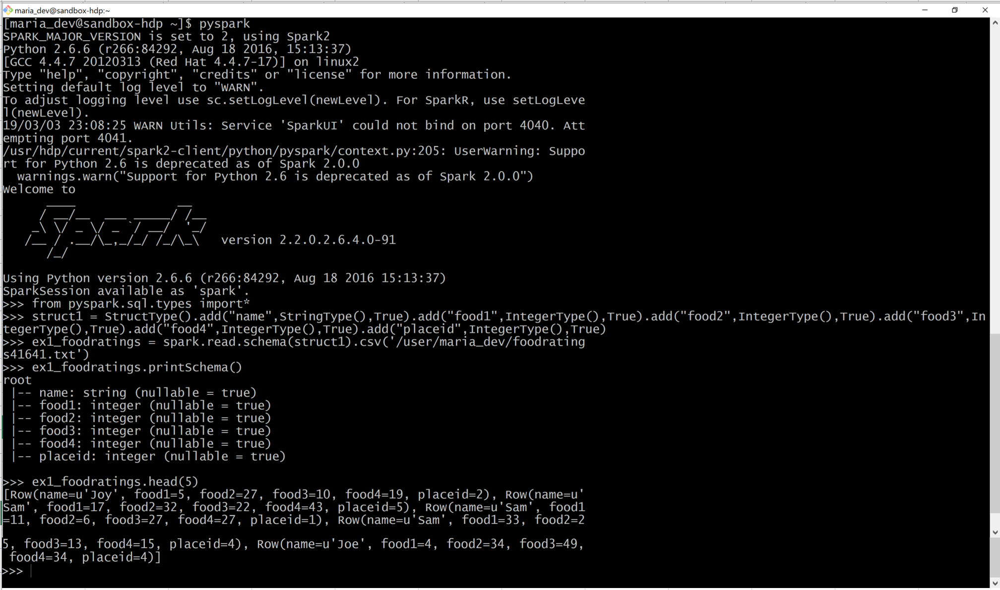 maria_dev@sandbox-hdp:~
[maria_dev@sandbox-hdp ~]$ pyspark
SPARK_MAJOR_VERSION is set to 2, using Spark2
Python 2.6.6 (r266:84292, Aug 18 2016, 15:13:37)
[GCC 4.4.7 20120313 (Red Hat 4.4.7-17)] on linux2
Type "help", "copyright", "credits" or "license" for more information.
Setting default log level to "WARN".
To adjust logging level use sc.setLogLevel(newLevel). For SparkR, use setLogLeve
l(newLevel).
19/03/03 23:08:25 WARN Utils: Service 'SparkUI' could not bind on port 4040. Att
empting port 4041.
/usr/hdp/current/spark2-client/python/pyspark/context.py:205: UserWarning: Suppo
rt for Python 2.6 is deprecated as of Spark 2.0.0
  warnings.warn("Support for Python 2.6 is deprecated as of Spark 2.0.0")
Welcome to
      ____              __
     / __/__  ___ _____/ /__
    _\ \/ _ \/ _ `/ __/  '_/
   /__ / .__/\_,_/_/ /_/\_\   version 2.2.0.2.6.4.0-91
      /_/
Using Python version 2.6.6 (r266:84292, Aug 18 2016 15:13:37)
SparkSession available as 'spark'.
>>> from pyspark.sql.types import*
>>> struct1 = StructType().add("name",StringType(),True).add("food1",IntegerType(),True).add("food2",IntegerType(),True).add("food3",In
tegerType(),True).add("food4",IntegerType(),True).add("placeid",IntegerType(),True)
>>> ex1_foodratings = spark.read.schema(struct1).csv('/user/maria_dev/foodrating
s41641.txt')
>>> ex1_foodratings.printSchema()
root
 |-- name: string (nullable = true)
 |-- food1: integer (nullable = true)
 |-- food2: integer (nullable = true)
 |-- food3: integer (nullable = true)
 |-- food4: integer (nullable = true)
 |-- placeid: integer (nullable = true)
>>> ex1_foodratings.head(5)
[Row(name=u'Joy', food1=5, food2=27, food3=10, food4=19, placeid=2), Row(name=u'
Sam', food1=17, food2=32, food3=22, food4=43, placeid=5), Row(name=u'Sam', food1
=11, food2=6, food3=27, food4=27, placeid=1), Row(name=u'Sam', food1=33, food2=2
5, food3=13, food4=15, placeid=4), Row(name=u'Joe', food1=4, food2=34, food3=49,
 food4=34, placeid=4)]
>>>